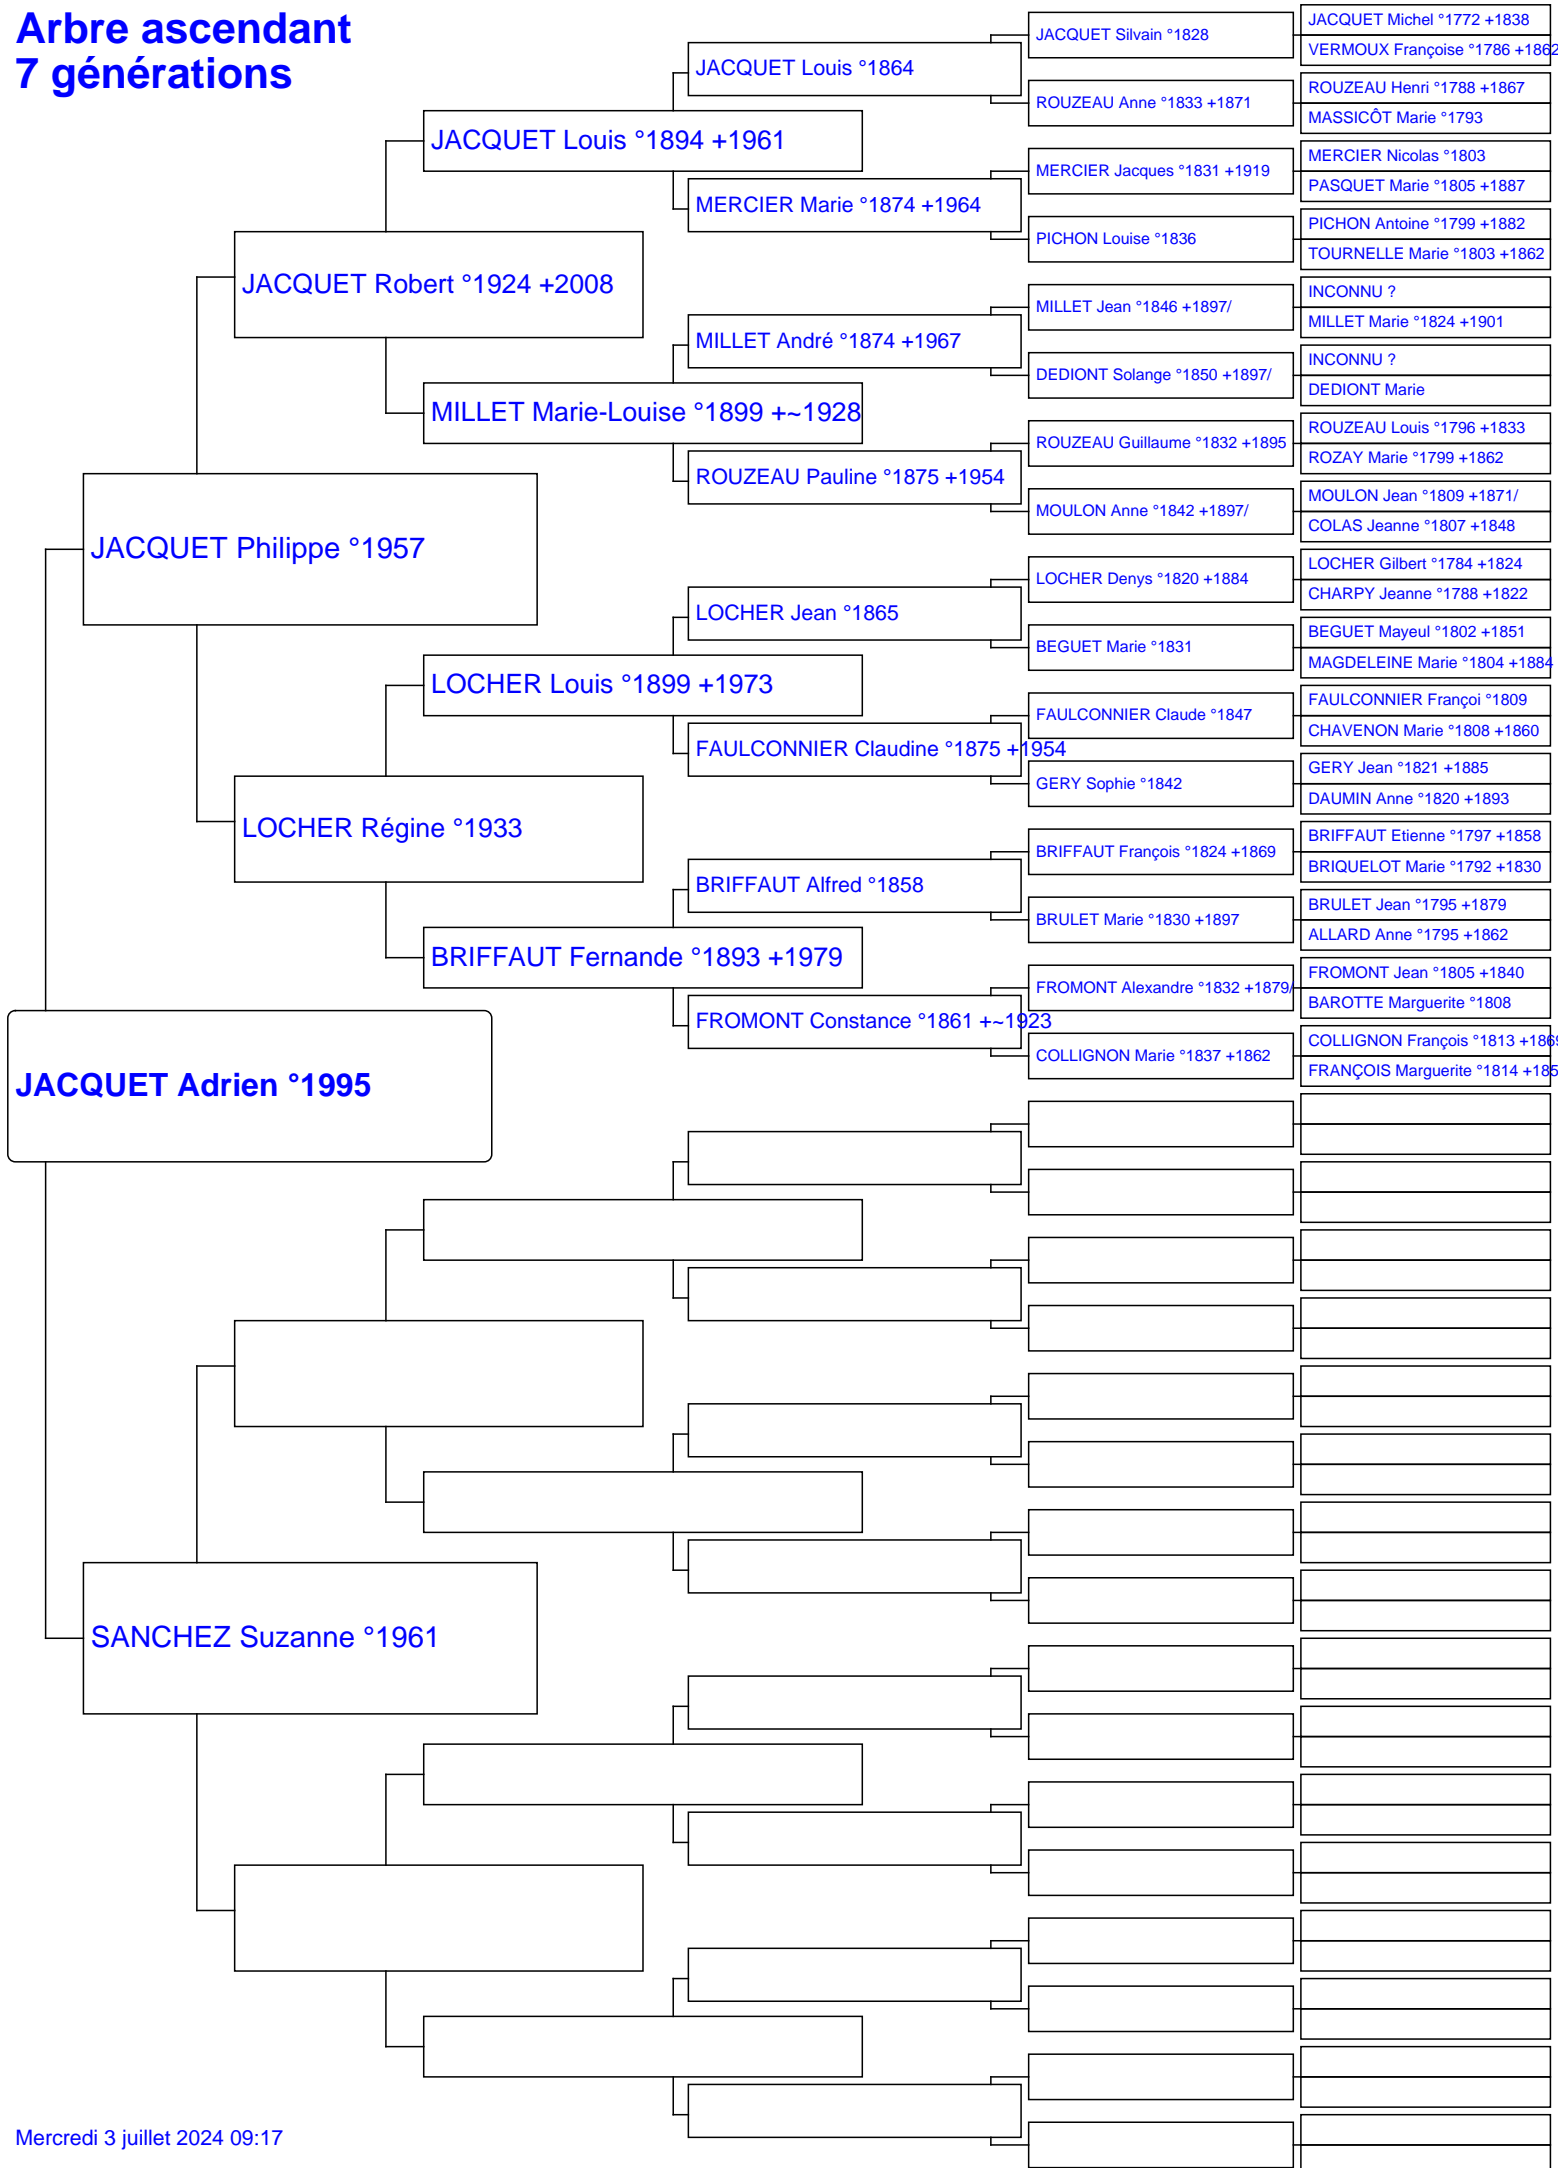 Arbre ascendant
7 générations
JACQUET Adrien °1995
JACQUET Philippe °1957
SANCHEZ Suzanne °1961
JACQUET Robert °1924 +2008
LOCHER Régine °1933
JACQUET Louis °1894 +1961
MILLET Marie-Louise °1899 +~1928
LOCHER Louis °1899 +1973
BRIFFAUT Fernande °1893 +1979
JACQUET Louis °1864
MERCIER Marie °1874 +1964
MILLET André °1874 +1967
ROUZEAU Pauline °1875 +1954
LOCHER Jean °1865
FAULCONNIER Claudine °1875 +1954
BRIFFAUT Alfred °1858
FROMONT Constance °1861 +~1923
JACQUET Silvain °1828
ROUZEAU Anne °1833 +1871
MERCIER Jacques °1831 +1919
PICHON Louise °1836
MILLET Jean °1846 +1897/
DEDIONT Solange °1850 +1897/
ROUZEAU Guillaume °1832 +1895
MOULON Anne °1842 +1897/
LOCHER Denys °1820 +1884
BEGUET Marie °1831
FAULCONNIER Claude °1847
GERY Sophie °1842
BRIFFAUT François °1824 +1869
BRULET Marie °1830 +1897
FROMONT Alexandre °1832 +1879/
COLLIGNON Marie °1837 +1862
JACQUET Michel °1772 +1838
VERMOUX Françoise °1786 +1862
ROUZEAU Henri °1788 +1867
MASSICÔT Marie °1793
MERCIER Nicolas °1803
PASQUET Marie °1805 +1887
PICHON Antoine °1799 +1882
TOURNELLE Marie °1803 +1862
INCONNU ?
MILLET Marie °1824 +1901
INCONNU ?
DEDIONT Marie
ROUZEAU Louis °1796 +1833
ROZAY Marie °1799 +1862
MOULON Jean °1809 +1871/
COLAS Jeanne °1807 +1848
LOCHER Gilbert °1784 +1824
CHARPY Jeanne °1788 +1822
BEGUET Mayeul °1802 +1851
MAGDELEINE Marie °1804 +1884
FAULCONNIER Françoi °1809
CHAVENON Marie °1808 +1860
GERY Jean °1821 +1885
DAUMIN Anne °1820 +1893
BRIFFAUT Etienne °1797 +1858
BRIQUELOT Marie °1792 +1830
BRULET Jean °1795 +1879
ALLARD Anne °1795 +1862
FROMONT Jean °1805 +1840
BAROTTE Marguerite °1808
COLLIGNON François °1813 +1869
FRANÇOIS Marguerite °1814 +185
Mercredi 3 juillet 2024 09:17